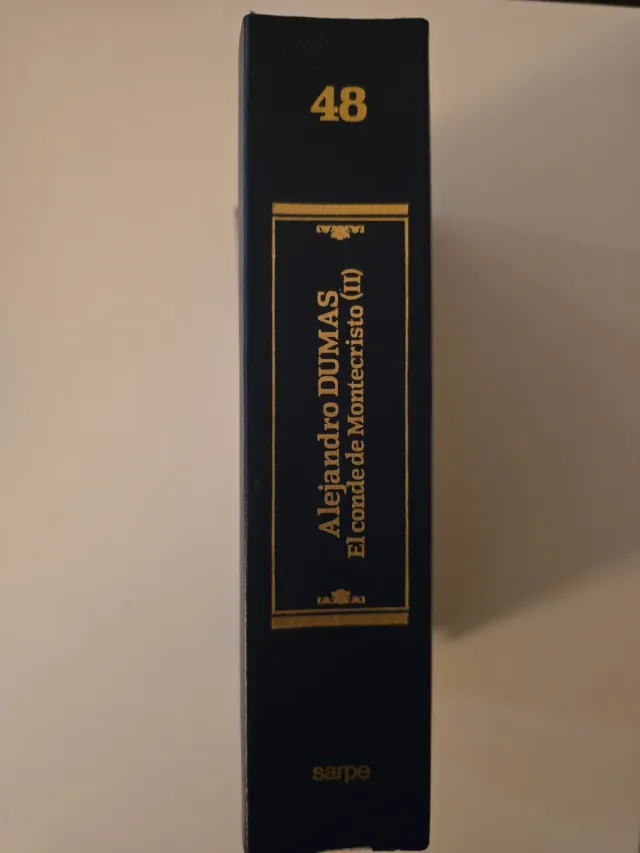 48
Alejandro DUMAS
El conde de Montecristo (II)
sarpe